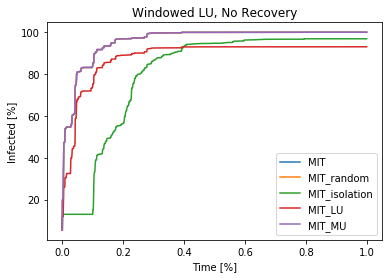 Windowed LU, No Recovery
Infected [%]
100
80
60
40
20
0.0
0.2
0.4
0.6
0.8
1.0
Time [%]
MIT
MIT_random
MIT_isolation
MIT_LU
MIT_MU